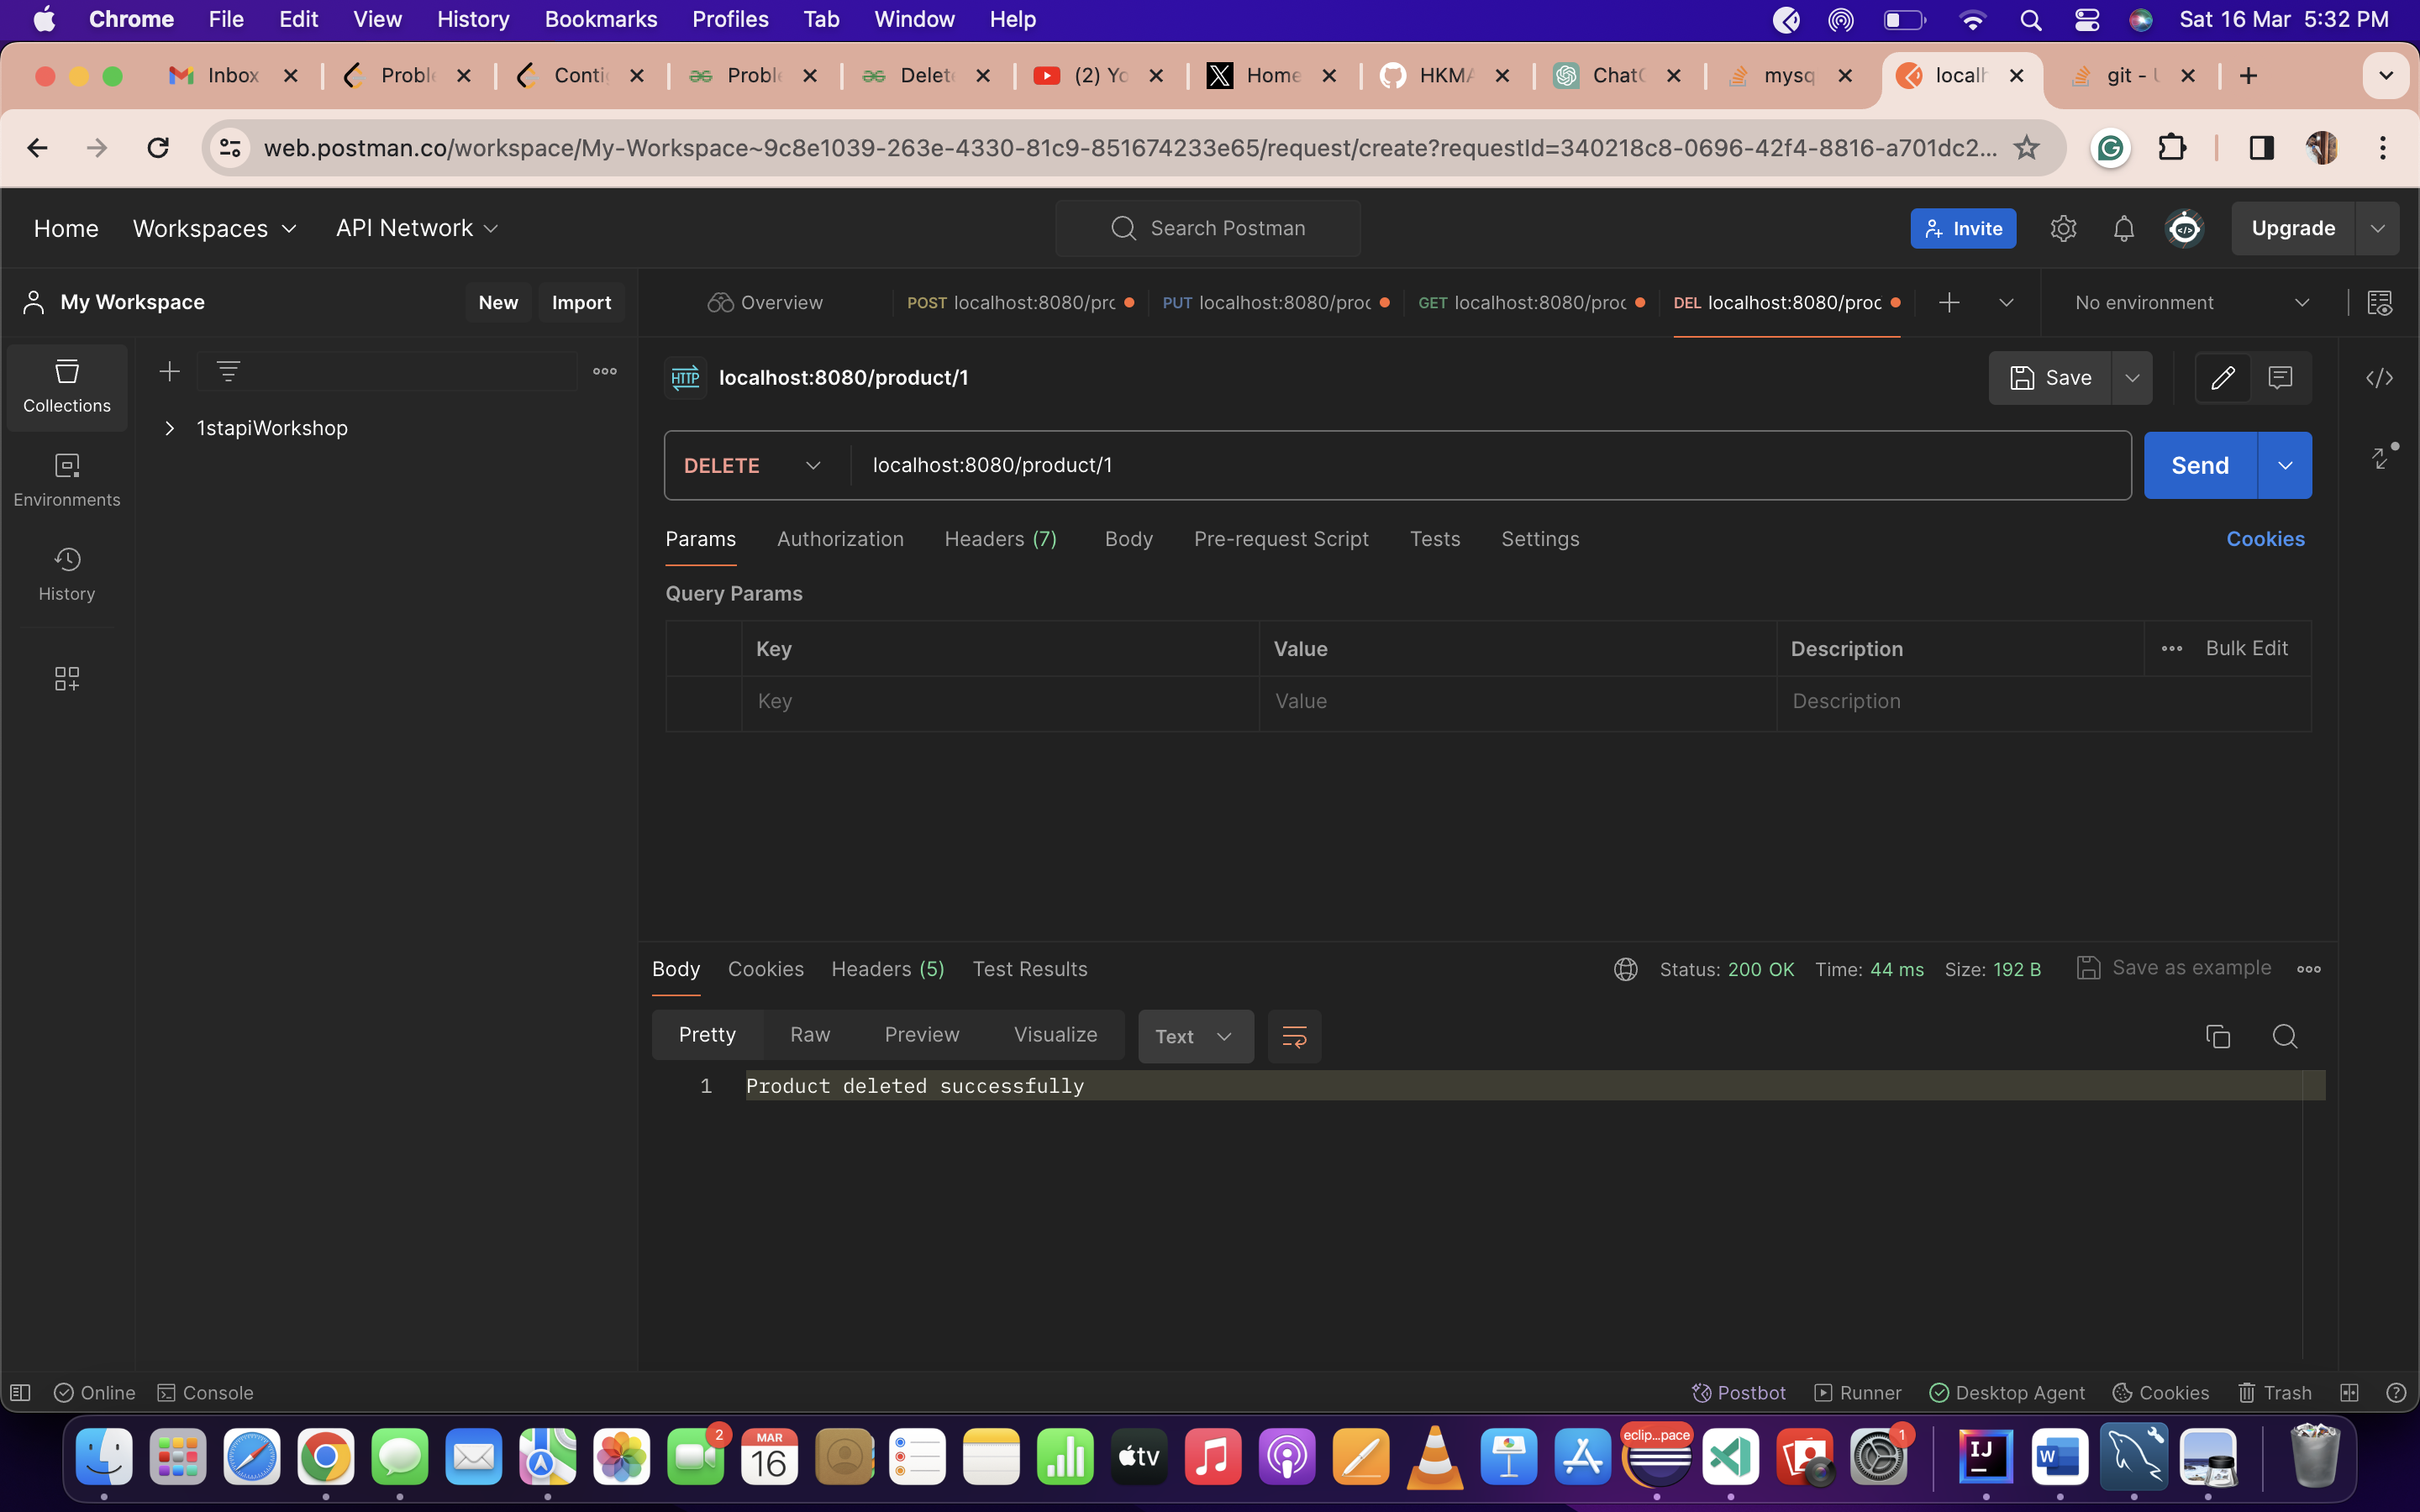 Chrome File Edit View History Bookmarks Profiles Tab Window Help Sat 16 Mar 5:32 PM
Inbox Proble Conti Proble Delete (2) Yo Home HKMA ChatG mysq localh git - U
web.postman.co/workspace/My-Workspace~9c8e1039-263e-4330-81c9-851674233e65/request/create?requestId=340218c8-0696-42f4-8816-a701dc2...
Home Workspaces API Network Search Postman Invite Upgrade
My Workspace New Import Overview POST localhost:8080/prc PUT localhost:8080/proc GET localhost:8080/proc DEL localhost:8080/proc No environment
Collections
Environments
History
1stapiWorkshop
HTTP localhost:8080/product/1 Save
DELETE localhost:8080/product/1 Send
Params Authorization Headers (7) Body Pre-request Script Tests Settings Cookies
Query Params
Key Value Description Bulk Edit
Key Value Description
Body Cookies Headers (5) Test Results Status: 200 OK Time: 44 ms Size: 192 B Save as example
Pretty Raw Preview Visualize Text
1 Product deleted successfully
Online Console Postbot Runner Desktop Agent Cookies Trash
2 MAR 16 tv eclip...pace 1 IJ W